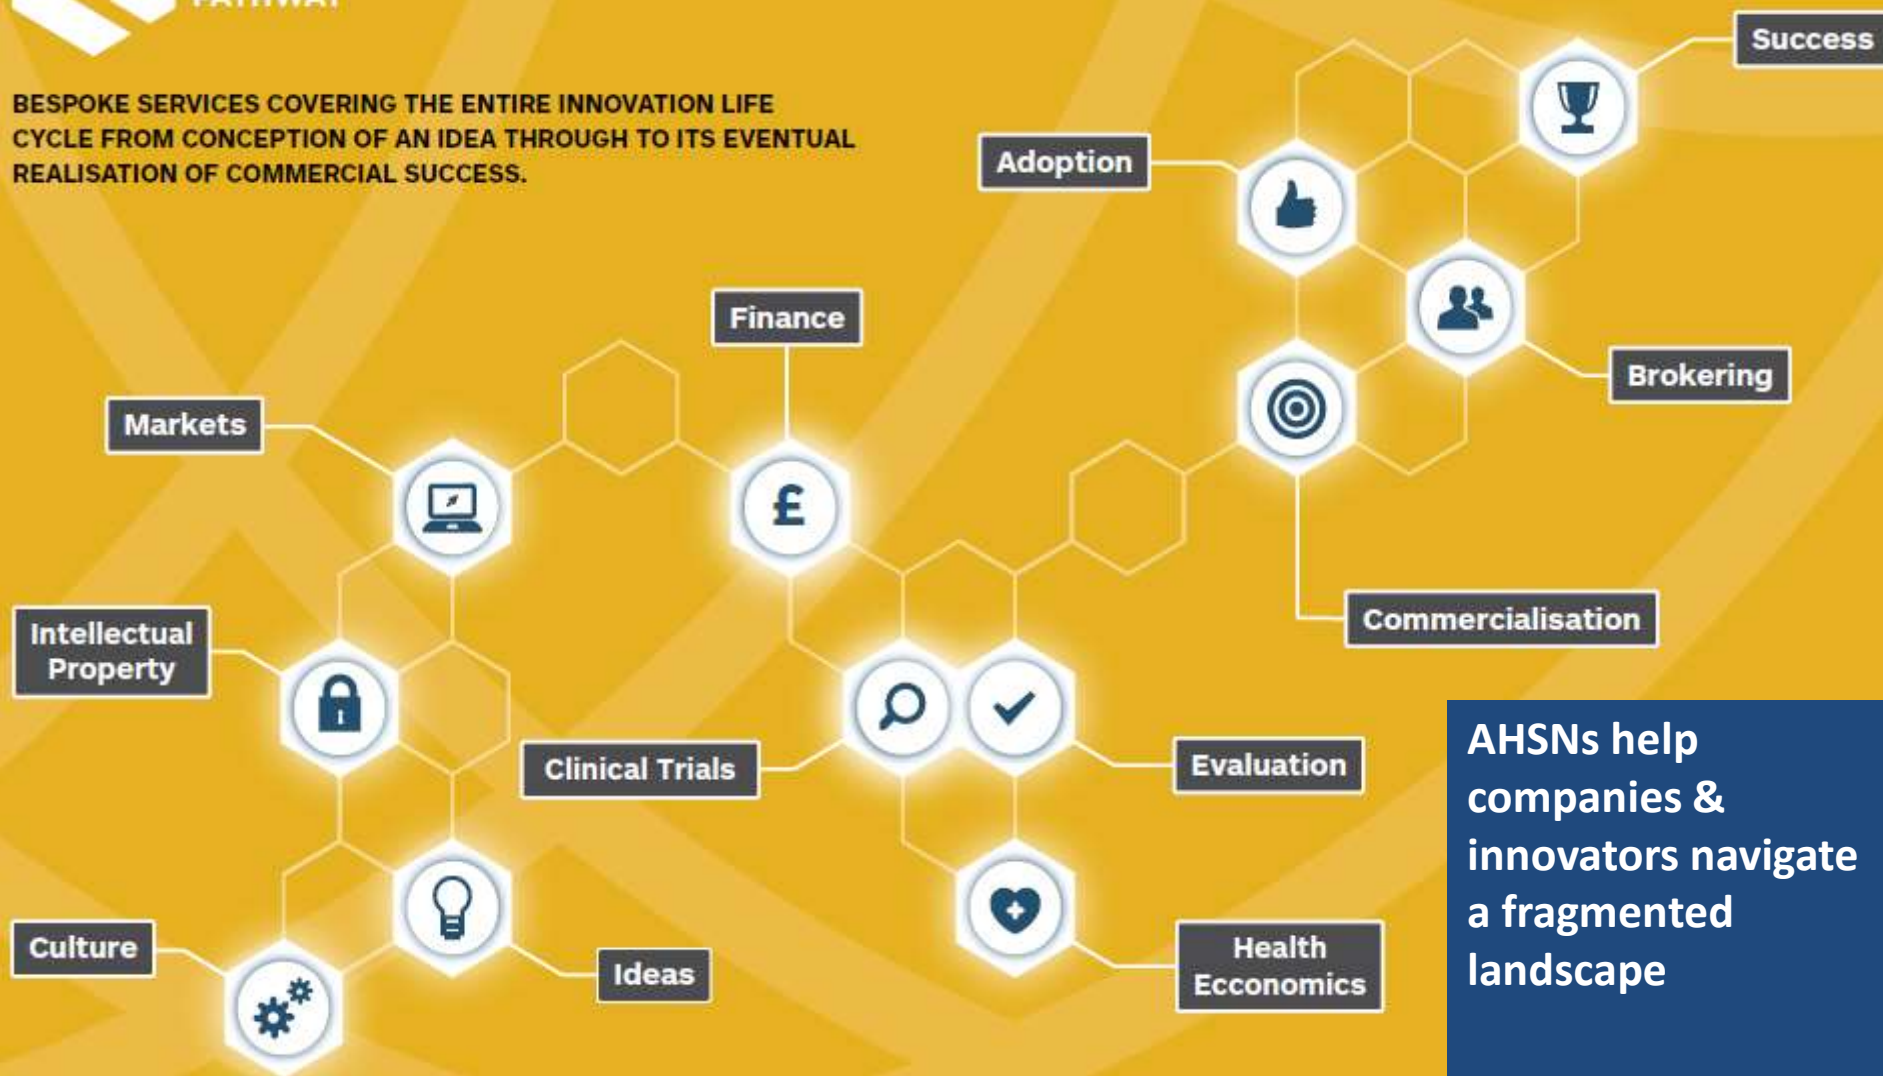 PATHWAY
BESPOKE SERVICES COVERING THE ENTIRE INNOVATION LIFE
CYCLE FROM CONCEPTION OF AN IDEA THROUGH TO ITS EVENTUAL
REALISATION OF COMMERCIAL SUCCESS.
Success
Adoption
Finance
Brokering
Markets
£
Commercialisation
Intellectual
Property
Clinical Trials
Evaluation
Culture
Ideas
Health
Ecconomics
AHSNs help
companies &
innovators navigate
a fragmented
landscape